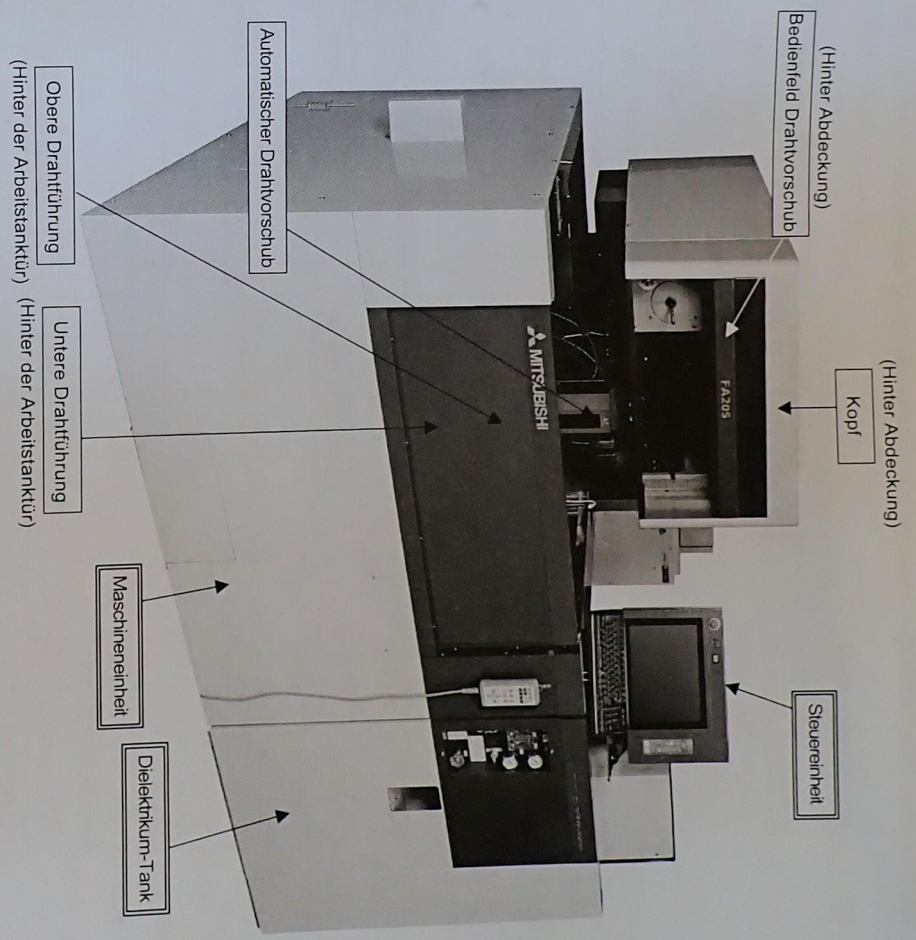 (Hinter Abdeckung)
Kopf
(Hinter Abdeckung)
Bedienfeld Drahtvorschub
Steuereinheit
FA20S
MITSUBISHI
Automatischer Drahtvorschub
Dielektrikum-Tank
Maschineneinheit
Obere Drahtführung
(Hinter der Arbeitstanktür)
Untere Drahtführung
(Hinter der Arbeitstanktür)